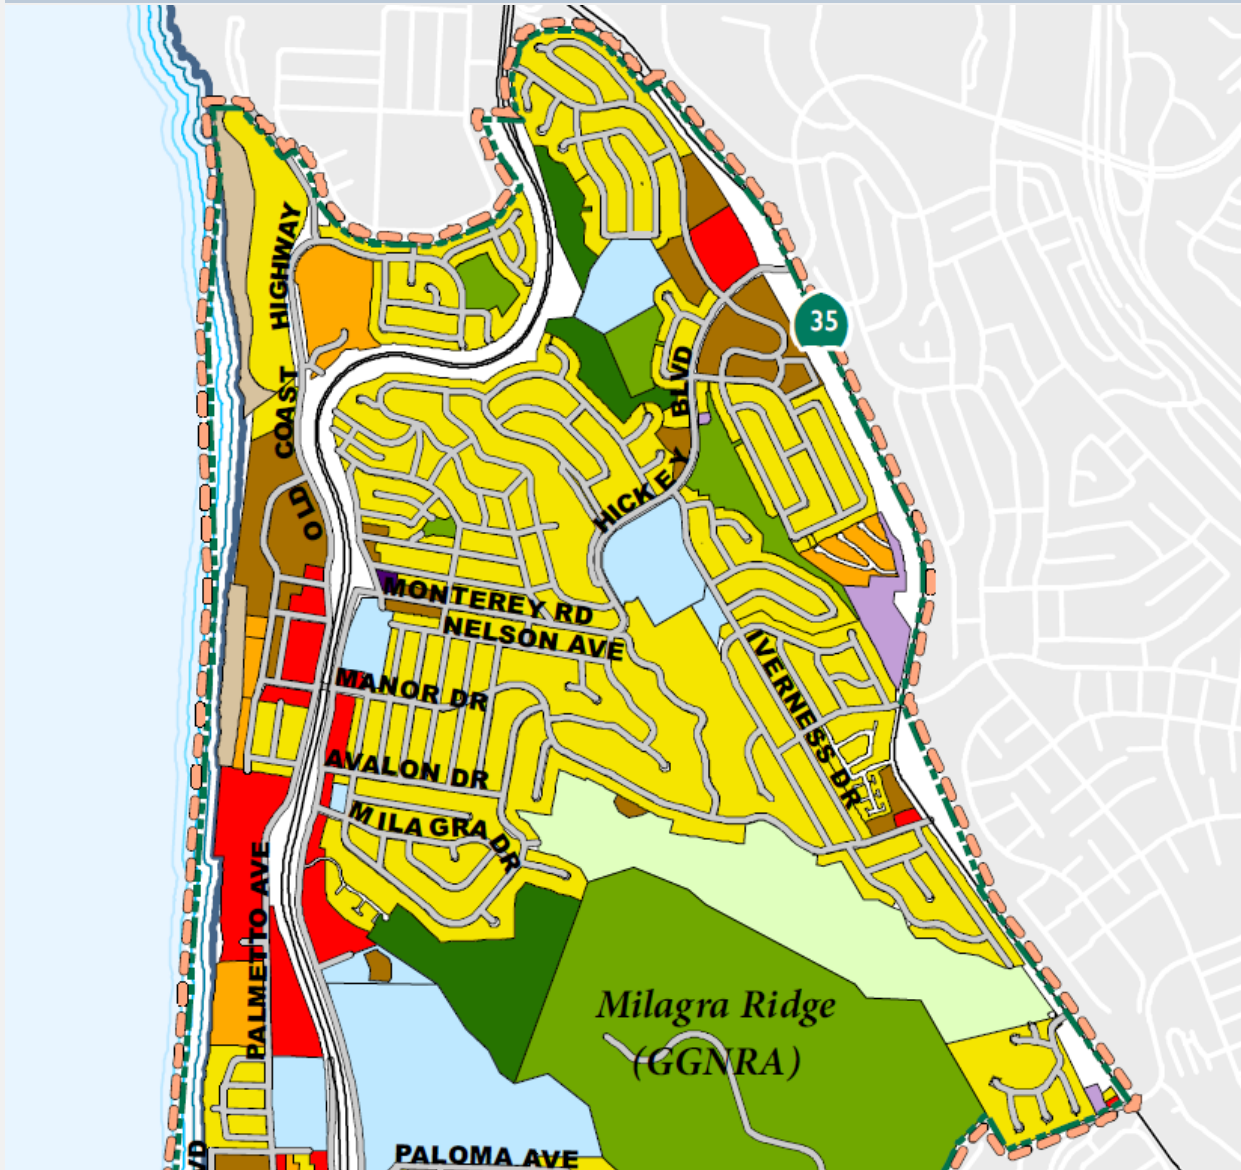 35
OLD COAST HIGHWAY
HICKEY BLVD
MONTEREY RD
NELSON AVE
MANOR DR
IVERNESS DR
AVALON DR
MILAGRA DR
PALMETTO AVE
Milagra Ridge
(GGNRA)
PALOMA AVE
VD